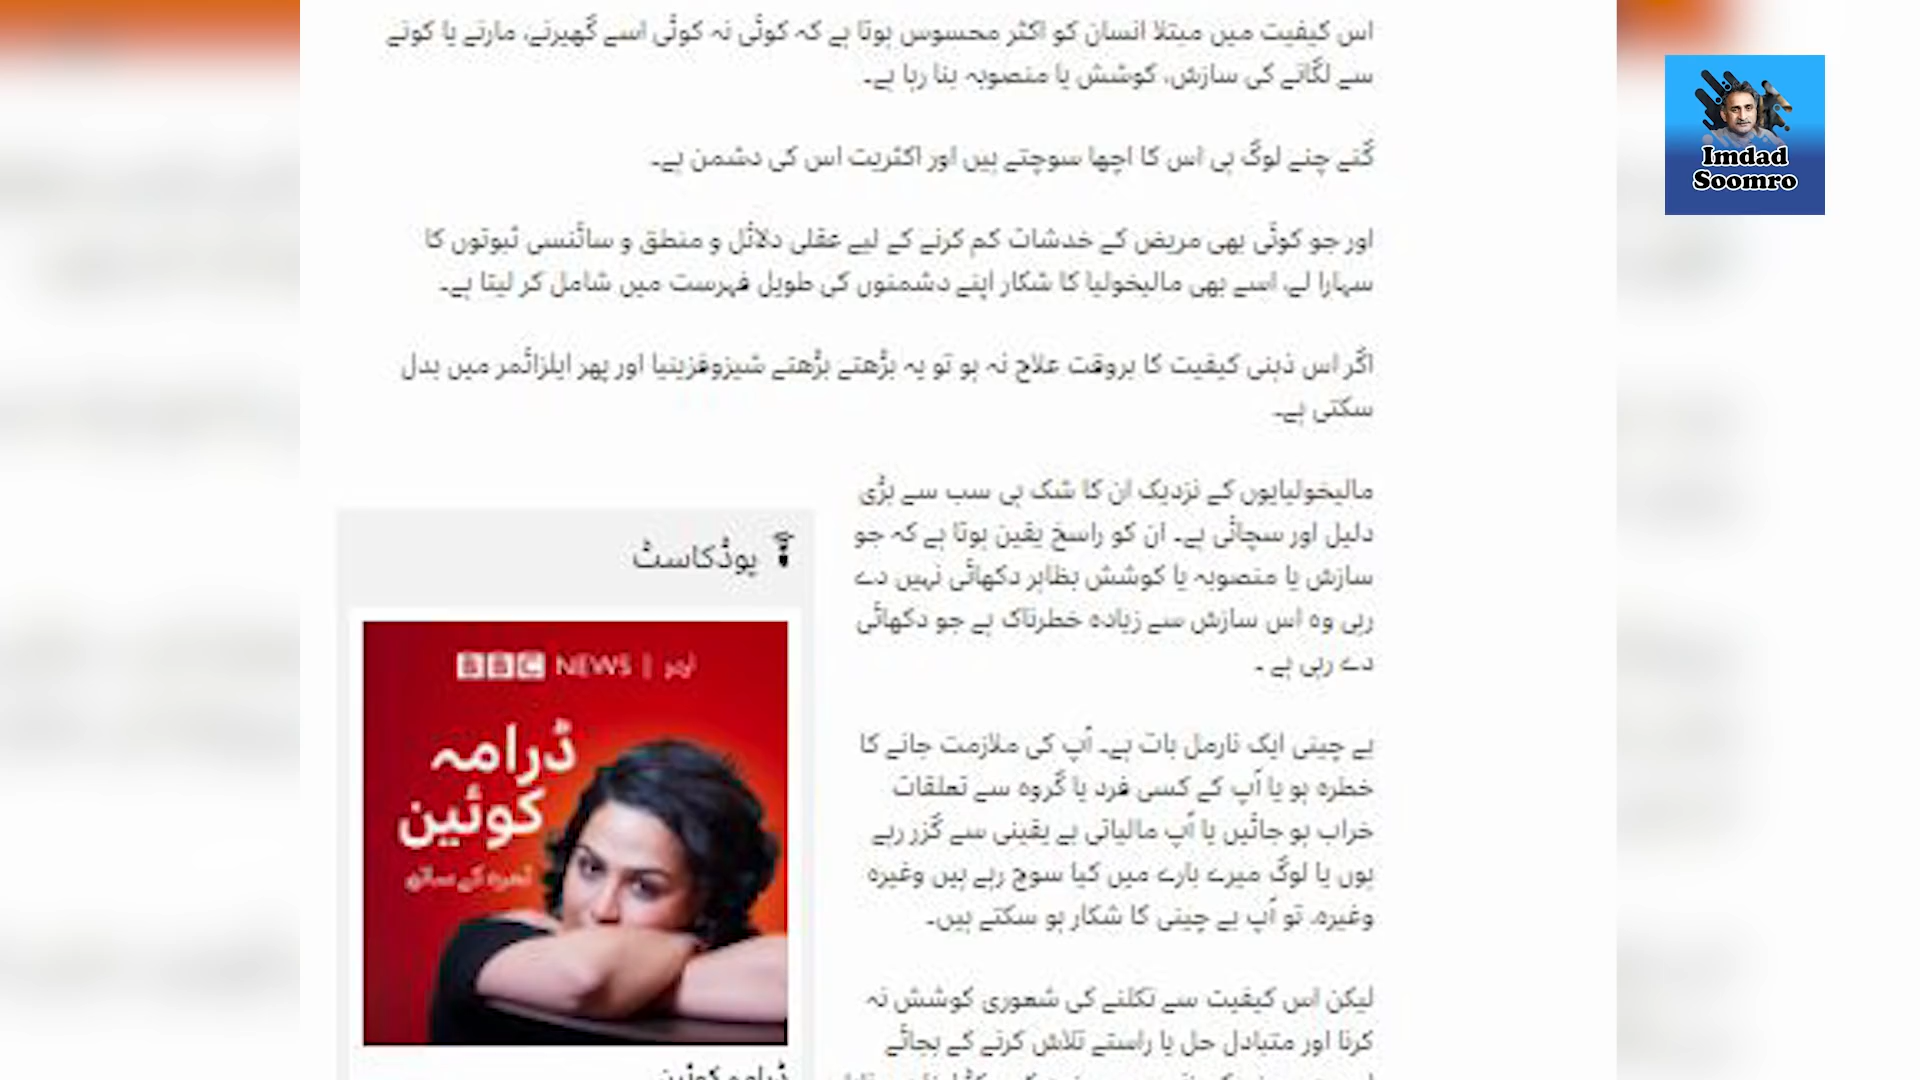 اس کیفیت میں مبتلا انسان کو اکثر محسوس ہوتا ہے کہ کوئی نہ کوئی اسے گھیرنے، مارنے یا کونے
سے لگانے کی سازش، کوشش یا منصوبہ بنا رہا ہے۔
گنے چنے لوگ ہی اس کا اچھا سوچتے ہیں اور اکثریت اس کی دشمن ہے۔
اور جو کوئی بھی مریض کے خدشات کم کرنے کے لیے عقلی دلائل و منطق و سائنسی ثبوتوں کا
سہارا لے، اسے بھی مالیخولیا کا شکار اپنے دشمنوں کی طویل فہرست میں شامل کر لیتا ہے۔
اگر اس ذہنی کیفیت کا بروقت علاج نہ ہو تو یہ بڑھتے بڑھتے شیزوفزینیا اور پھر ایلزائمر میں بدل
سکتی ہے۔
مالیخولیایوں کے نزدیک ان کا شک ہی سب سے بڑی
دلیل اور سچائی ہے۔ ان کو راسخ یقین ہوتا ہے کہ جو
سازش یا منصوبہ یا کوشش بظاہر دکھائی نہیں دے
رہی وہ اس سازش سے زیادہ خطرناک ہے جو دکھائی
دے رہی ہے ۔
بے چینی ایک نارمل بات ہے۔ آپ کی ملازمت جانے کا
خطرہ ہو یا آپ کے کسی فرد یا گروہ سے تعلقات
خراب ہو جائیں یا آپ مالیاتی بے یقینی سے گزر رہے
ہوں یا لوگ میرے بارے میں کیا سوچ رہے ہیں وغیرہ
وغیرہ۔ تو آپ بے چینی کا شکار ہو سکتے ہیں۔
لیکن اس کیفیت سے نکلنے کی شعوری کوشش نہ
کرنا اور متبادل حل یا راستے تلاش کرنے کے بجائے
پوڈکاسٹ
BBC NEWS | اردو
ڈرامہ
کوئین
ڈرامہ کوئین
Imdad
Soomro